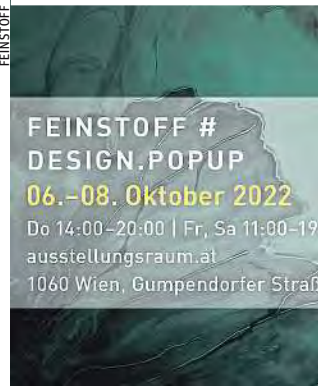 FEINSTOFF
FEINSTOFF #
DESIGN.POPUP
06.–08. Oktober 2022
Do 14:00–20:00 | Fr, Sa 11:00–19
ausstellungsraum.at
1060 Wien, Gumpendorfer Straß